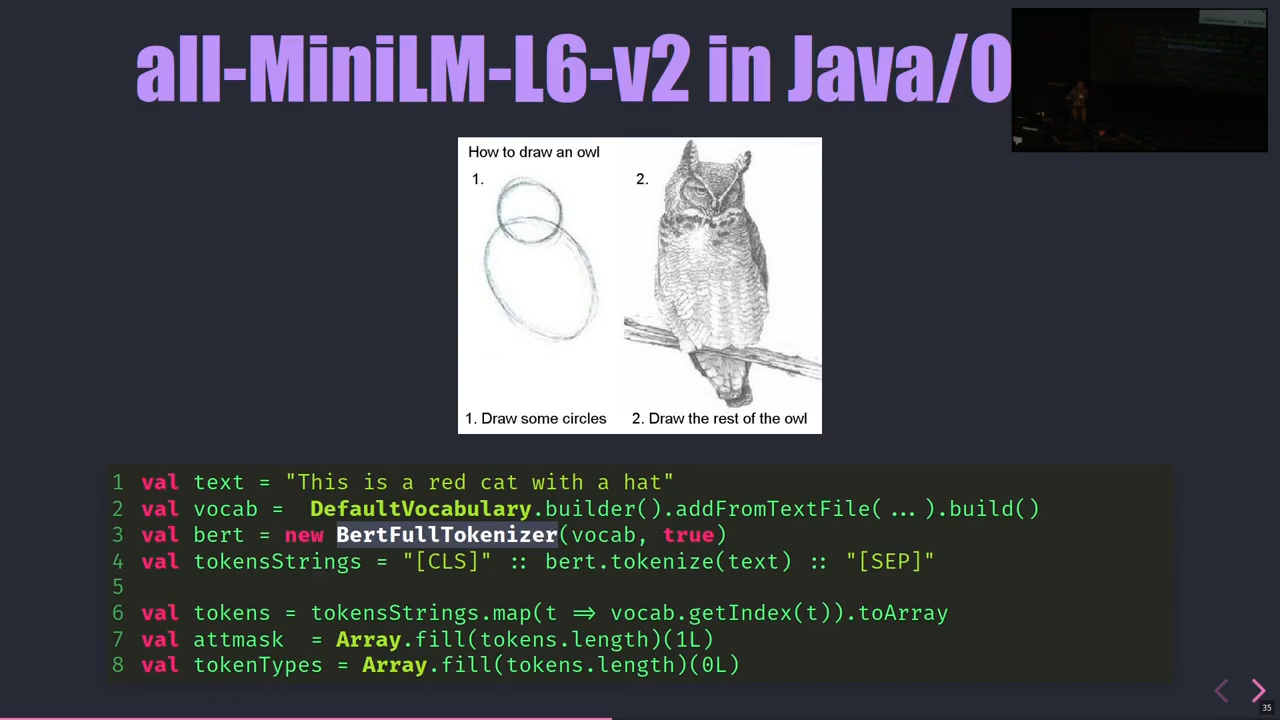 all-MiniLM-L6-v2 in Java/O
How to draw an owl
1.
2.
1. Draw some circles
2. Draw the rest of the owl
1 val text = "This is a red cat with a hat"
2 val vocab =  DefaultVocabulary.builder().addFromTextFile(...).build()
3 val bert = new BertFullTokenizer(vocab, true)
4 val tokensStrings = "[CLS]" :: bert.tokenize(text) :: "[SEP]"
5
6 val tokens = tokensStrings.map(t => vocab.getIndex(t)).toArray
7 val attmask  = Array.fill(tokens.length)(1L)
8 val tokenTypes = Array.fill(tokens.length)(0L)
35